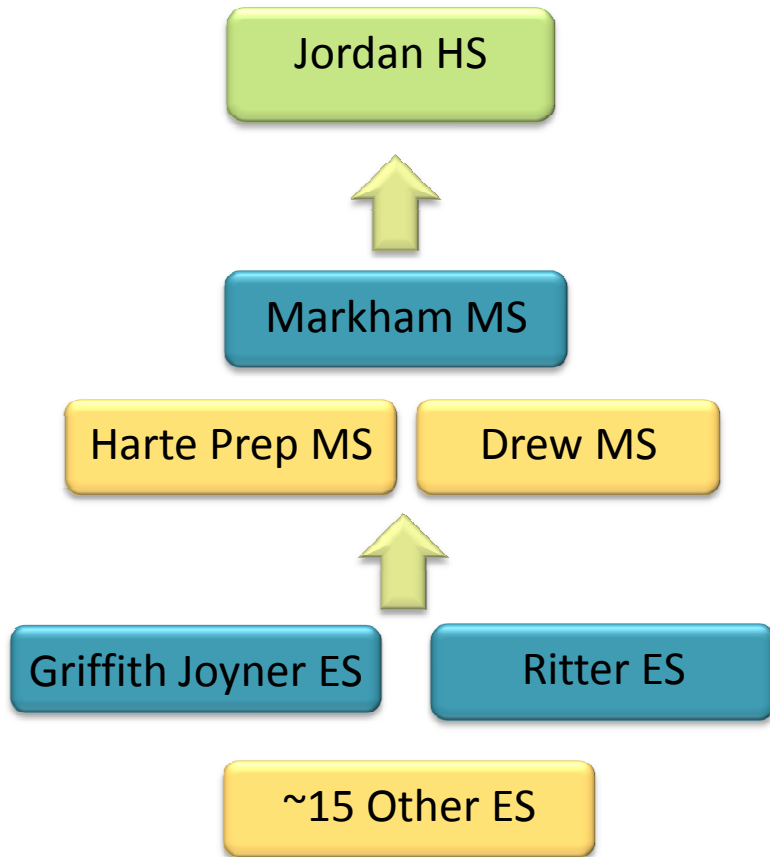 Jordan HS
Markham MS
Harte Prep MS
Drew MS
Griffith Joyner ES
Ritter ES
~15 Other ES